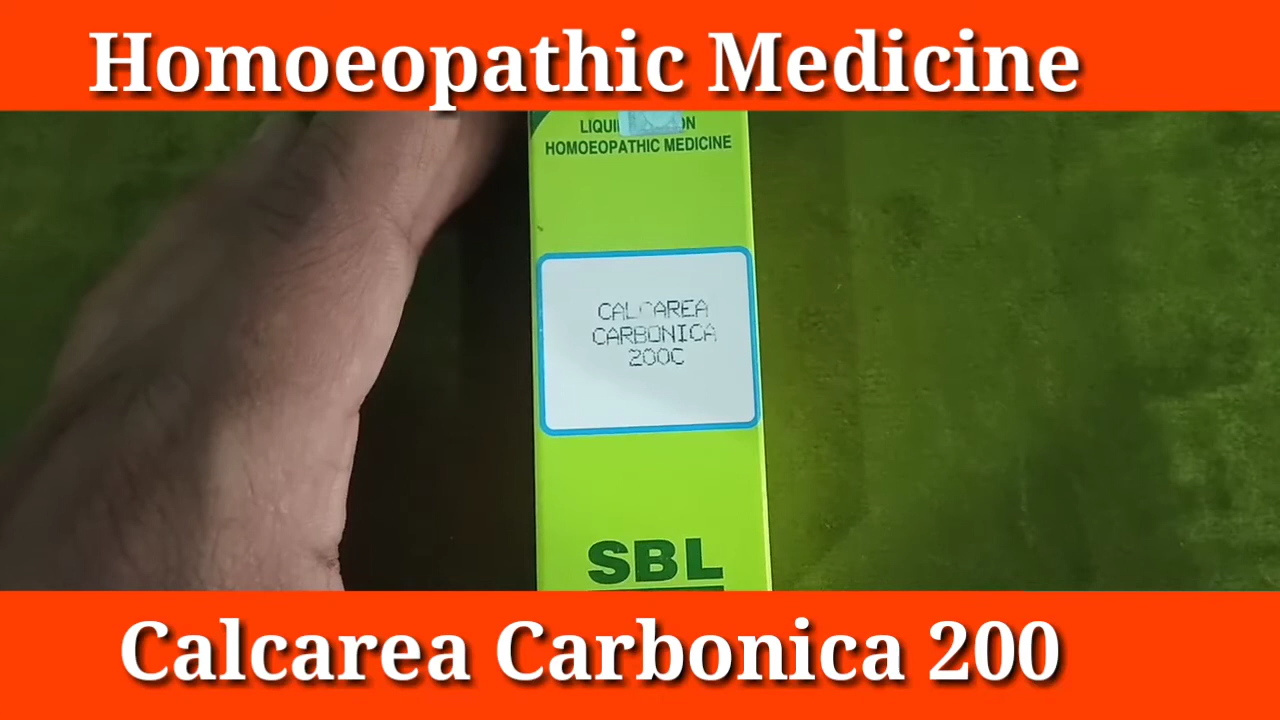 Homoeopathic Medicine
HOMOEOPATHIC MEDICINE
CALCAREA
CARBONICA
200C
SBL
Calcarea Carbonica 200